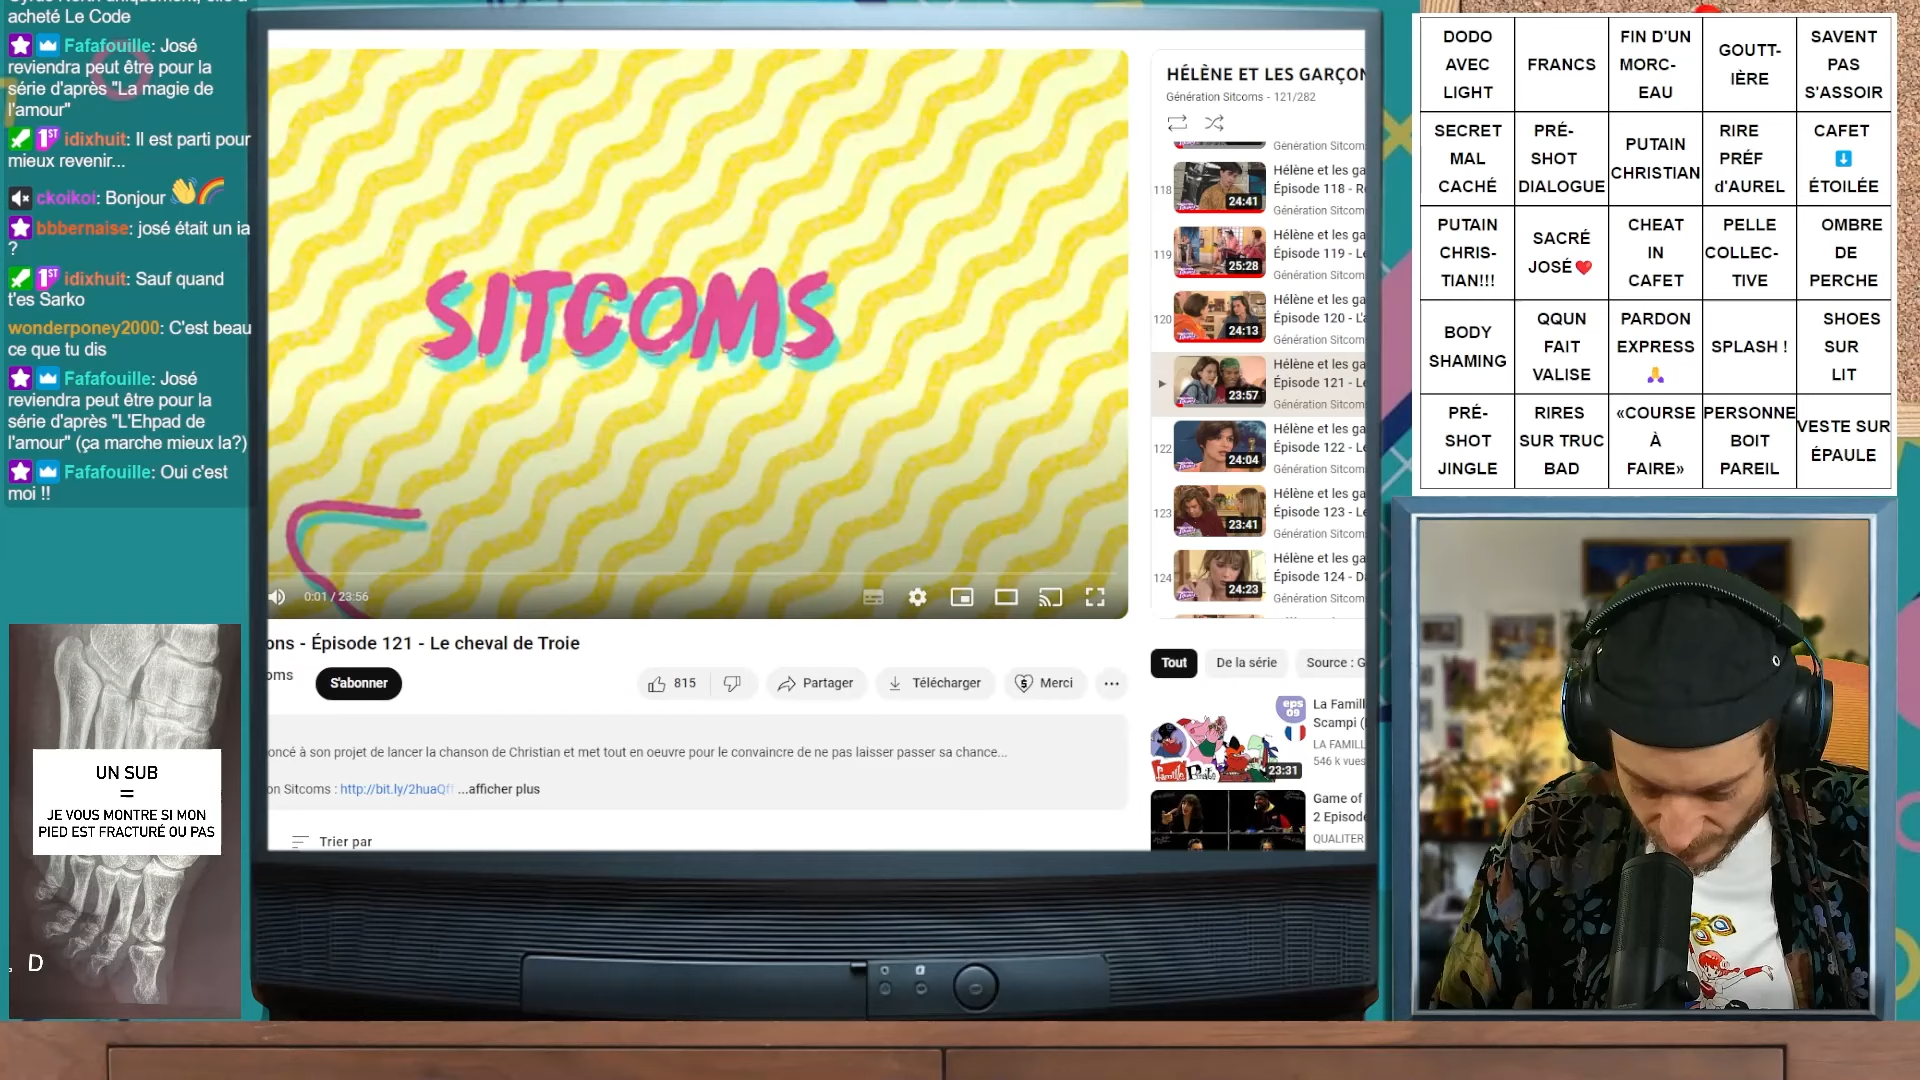 acheté Le Code
Fafafouille: José
reviendra peut être pour la
série d'après "La magie de
l'amour"
1ST idixhuit: Il est parti pour
mieux revenir...
ckoikoi: Bonjour
bbbernaise: josé était un ia
?
1ST idixhuit: Sauf quand
t'es Sarko
wonderponey2000: C'est beau
ce que tu dis
Fafafouille: José
reviendra peut être pour la
série d'après "L'Ehpad de
l'amour" (ça marche mieux la?)
Fafafouille: Oui c'est
moi !!
UN SUB
=
JE VOUS MONTRE SI MON
PIED EST FRACTURÉ OU PAS
D
SITCOMS
0:01 / 23:56
ons - Épisode 121 - Le cheval de Troie
oms
S'abonner
815
Partager
Télécharger
Merci
oncé à son projet de lancer la chanson de Christian et met tout en oeuvre pour le convaincre de ne pas laisser passer sa chance...
on Sitcoms : http://bit.ly/2huaQf ...afficher plus
Trier par
HÉLÈNE ET LES GARÇON
Génération Sitcoms - 121/282
Génération Sitcom
118
24:41
Hélène et les ga
Épisode 118 - R
Génération Sitcom
119
25:28
Hélène et les ga
Épisode 119 - Le
Génération Sitcom
120
24:13
Hélène et les ga
Épisode 120 - L'a
Génération Sitcom
23:57
Hélène et les ga
Épisode 121 - Le
Génération Sitcom
122
24:04
Hélène et les ga
Épisode 122 - Le
Génération Sitcom
123
23:41
Hélène et les ga
Épisode 123 - Le
Génération Sitcom
124
24:23
Hélène et les ga
Épisode 124 - D
Génération Sitcom
Tout
De la série
Source : G
eps
09
Famille Pirate
23:31
La Famill
Scampi (
LA FAMILL
546 k vues
Game of
2 Episode
QUALITER
DODO AVEC LIGHT
FRANCS
FIN D'UN MORC-EAU
GOUTT-IÈRE
SAVENT PAS S'ASSOIR
SECRET MAL CACHÉ
PRÉ-SHOT DIALOGUE
PUTAIN CHRISTIAN
RIRE PRÉF d'AUREL
CAFET ⬇️ ÉTOILÉE
PUTAIN CHRIS-TIAN!!!
SACRÉ JOSÉ❤️
CHEAT IN CAFET
PELLE COLLEC-TIVE
OMBRE DE PERCHE
BODY SHAMING
QQUN FAIT VALISE
PARDON EXPRESS 🙏
SPLASH !
SHOES SUR LIT
PRÉ-SHOT JINGLE
RIRES SUR TRUC BAD
«COURSE À FAIRE»
PERSONNE BOIT PAREIL
VESTE SUR ÉPAULE